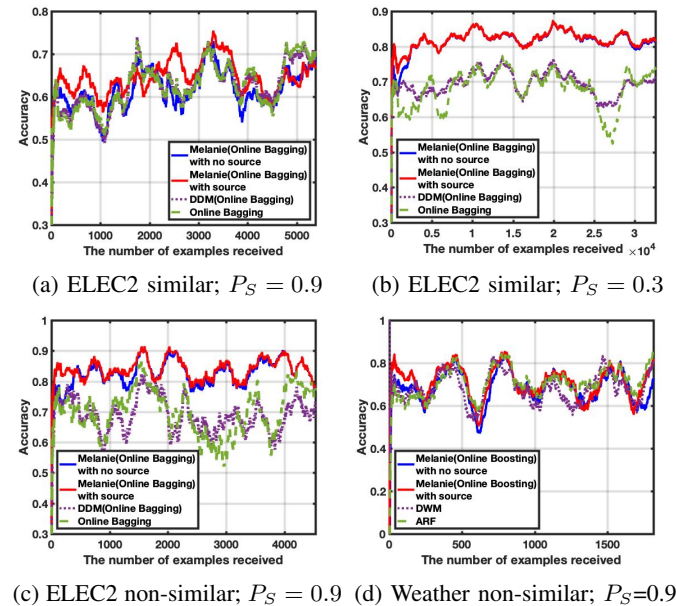 0.8
0.7
0.6
0.5
0.4
0.3
Accuracy
Melanie(Online Bagging)
with no source
Melanie(Online Bagging)
with source
DDM(Online Bagging)
Online Bagging
0 1000 2000 3000 4000 5000
The number of examples received
(a) ELEC2 similar; P_S = 0.9
0.9
0.8
0.7
0.6
0.5
0.4
0.3
Accuracy
Melanie(Online Bagging)
with no source
Melanie(Online Bagging)
with source
DDM(Online Bagging)
Online Bagging
0 0.5 1 1.5 2 2.5 3
The number of examples received ×10^4
(b) ELEC2 similar; P_S = 0.3
1
0.9
0.8
0.7
0.6
0.5
0.4
0.3
Accuracy
Melanie(Online Bagging)
with no source
Melanie(Online Bagging)
with source
DDM(Online Bagging)
Online Bagging
0 1000 2000 3000 4000
The number of examples received
(c) ELEC2 non-similar; P_S = 0.9
1
0.8
0.6
0.4
0.2
0
Accuracy
Melanie(Online Boosting)
with no source
Melanie(Online Boosting)
with source
DWM
ARF
0 500 1000 1500
The number of examples received
(d) Weather non-similar; P_S=0.9